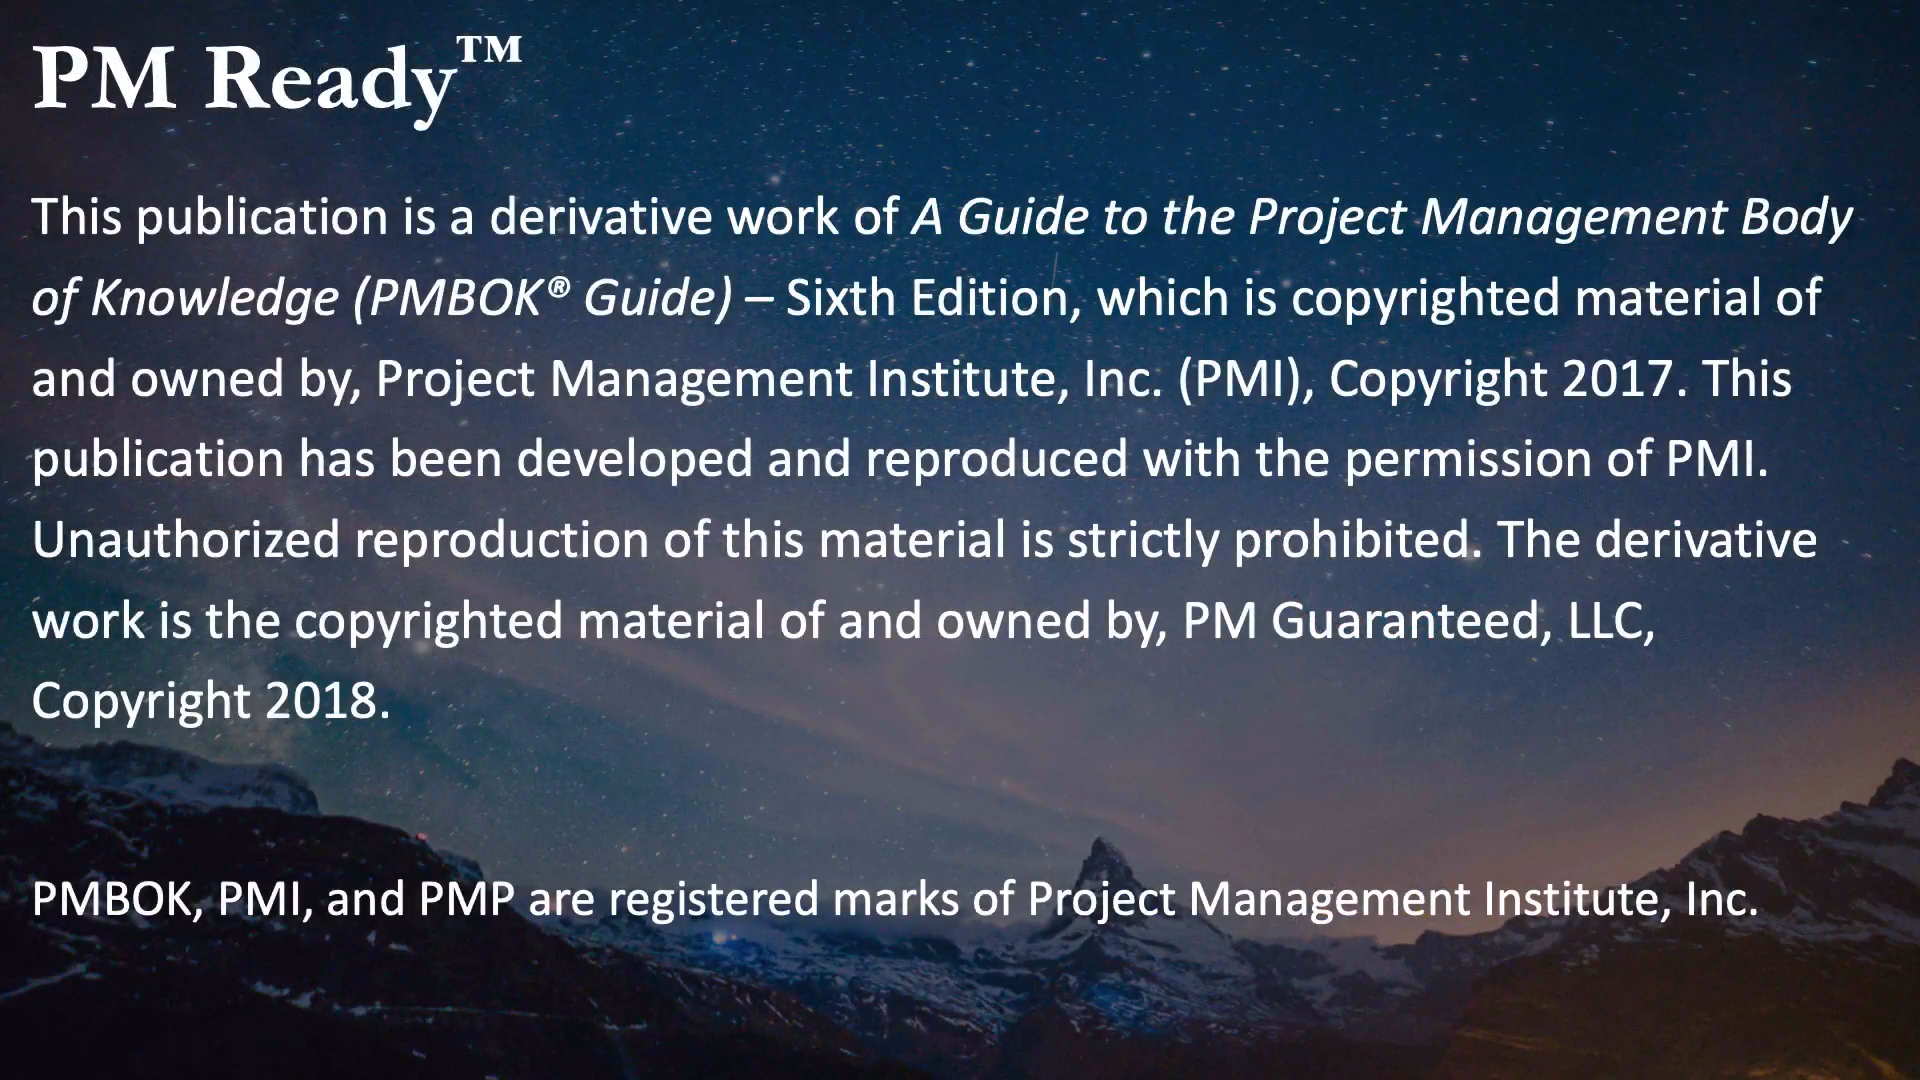 PM Ready™
This publication is a derivative work of A Guide to the Project Management Body
of Knowledge (PMBOK® Guide) – Sixth Edition, which is copyrighted material of
and owned by, Project Management Institute, Inc. (PMI), Copyright 2017. This
publication has been developed and reproduced with the permission of PMI.
Unauthorized reproduction of this material is strictly prohibited. The derivative
work is the copyrighted material of and owned by, PM Guaranteed, LLC,
Copyright 2018.
PMBOK, PMI, and PMP are registered marks of Project Management Institute, Inc.